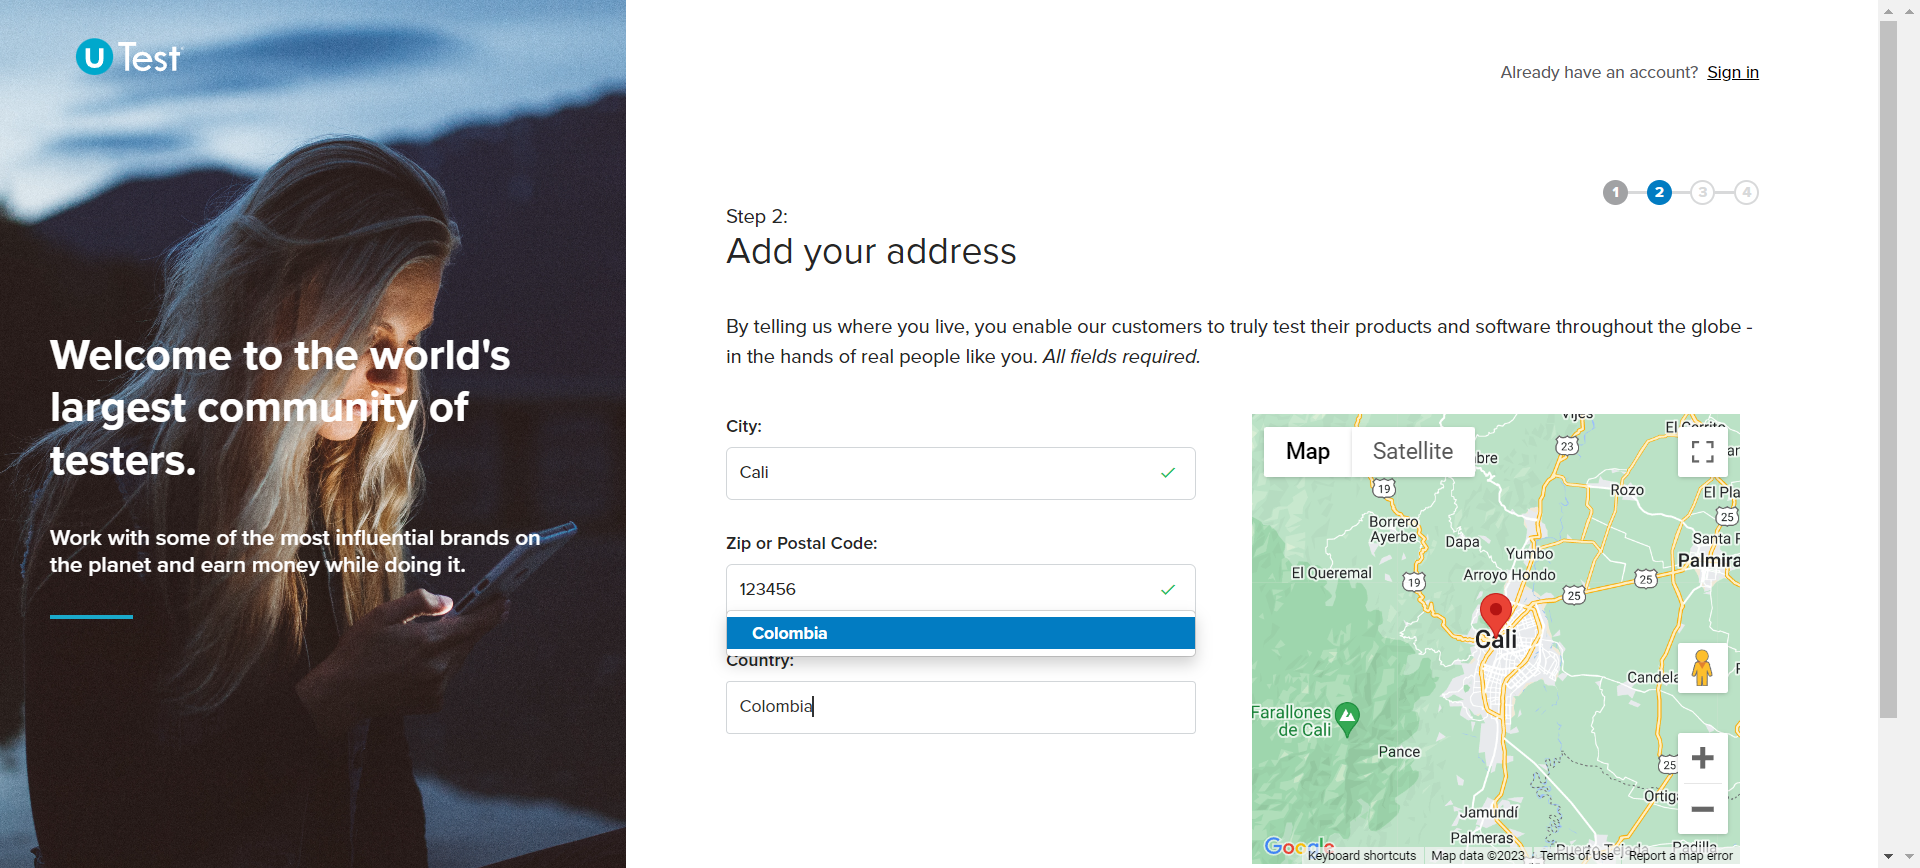 U Test
Already have an account? Sign in
1 2 3 4
Step 2:
Add your address
Welcome to the world's
largest community of
testers.
Work with some of the most influential brands on
the planet and earn money while doing it.
By telling us where you live, you enable our customers to truly test their products and software throughout the globe -
in the hands of real people like you. All fields required.
City:
Cali
Zip or Postal Code:
123456
Colombia
Country:
Colombia
Map Satellite
Vijes
El Cerrito
23
19
Rozo
El Pla
25
Borrero
Ayerbe
Dapa
Yumbo
Santa
Palmira
El Queremal
19
Arroyo Hondo
25
25
Cali
Candela
Farallones
de Cali
Pance
25
Ortig
Jamundí
Palmeras
Puerto Tejada
Padilla
Google
Keyboard shortcuts
Map data ©2023
Terms of Use
Report a map error